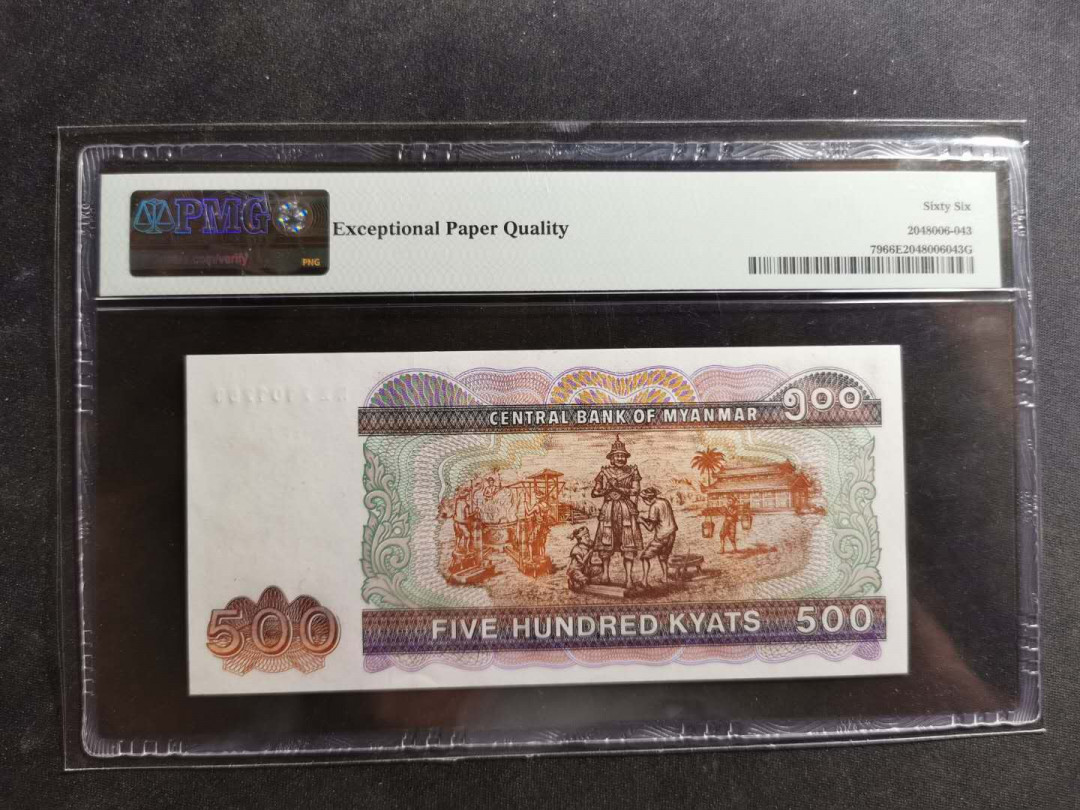 PMG
Exceptional Paper Quality
Sixty Six
2048006-043
7966E2048006043G
PMG
CENTRAL BANK OF MYANMAR ၅၀၀
500
FIVE HUNDRED KYATS 500